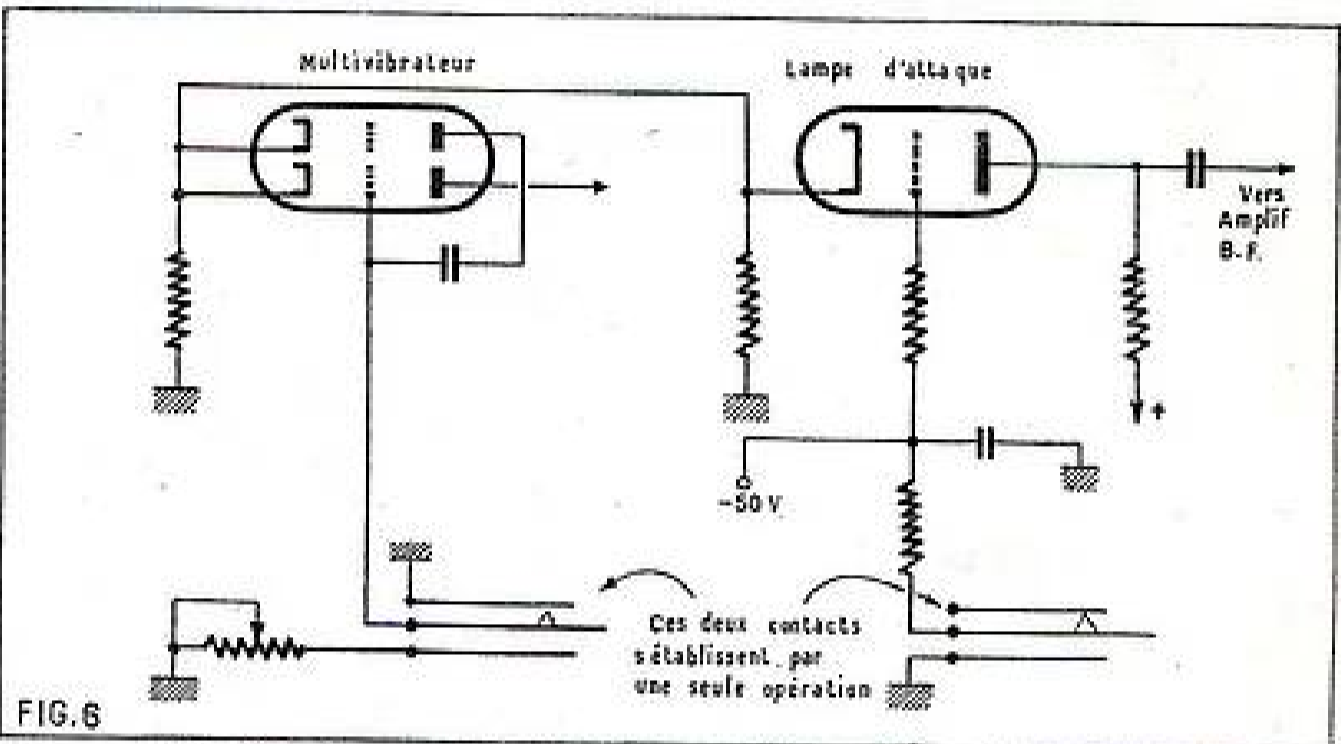 Multivibrateur
Lampe d'attaque
Vers
Amplif
B.F.
+
-50 V.
Ces deux contacts
s'établissent par
une seule opération
FIG.6